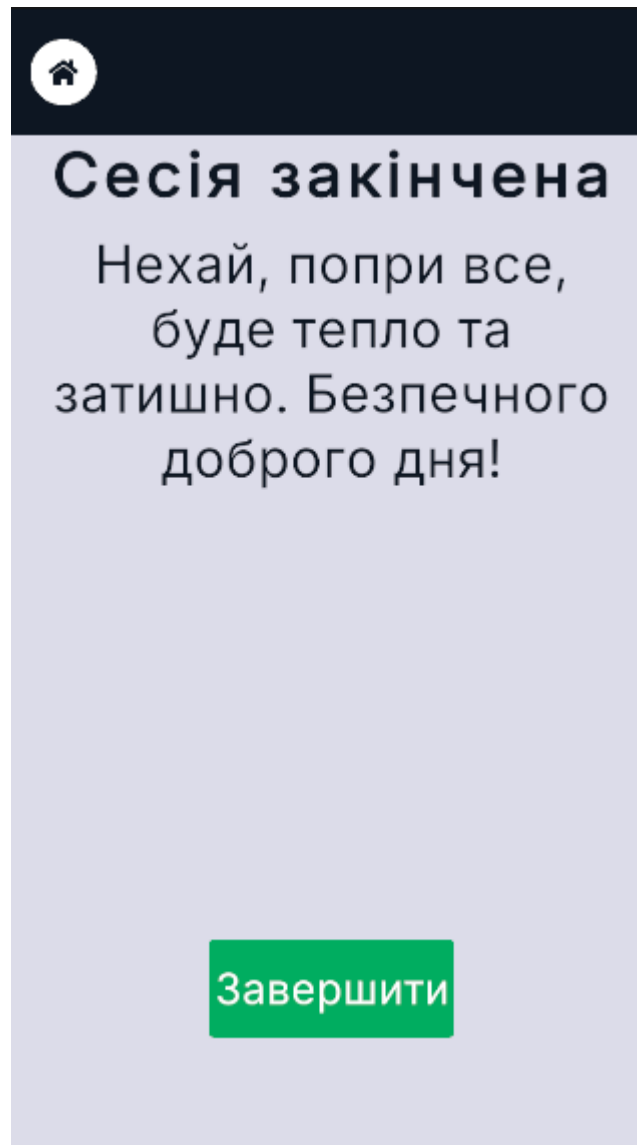 Сесія закінчена
Нехай, попри все,
буде тепло та
затишно. Безпечного
доброго дня!
Завершити